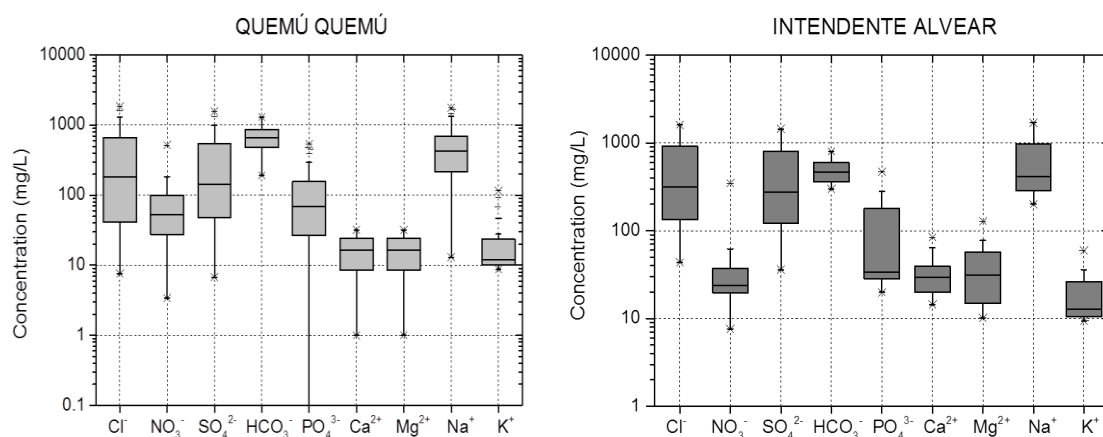 QUEMÚ QUEMÚ
Concentration (mg/L)
10000
1000
100
10
1
0.1
Cl⁻ NO₃⁻ SO₄²⁻ HCO₃⁻ PO₄³⁻ Ca²⁺ Mg²⁺ Na⁺ K⁺
INTENDENTE ALVEAR
Concentration (mg/L)
10000
1000
100
10
1
Cl⁻ NO₃⁻ SO₄²⁻ HCO₃⁻ PO₄³⁻ Ca²⁺ Mg²⁺ Na⁺ K⁺